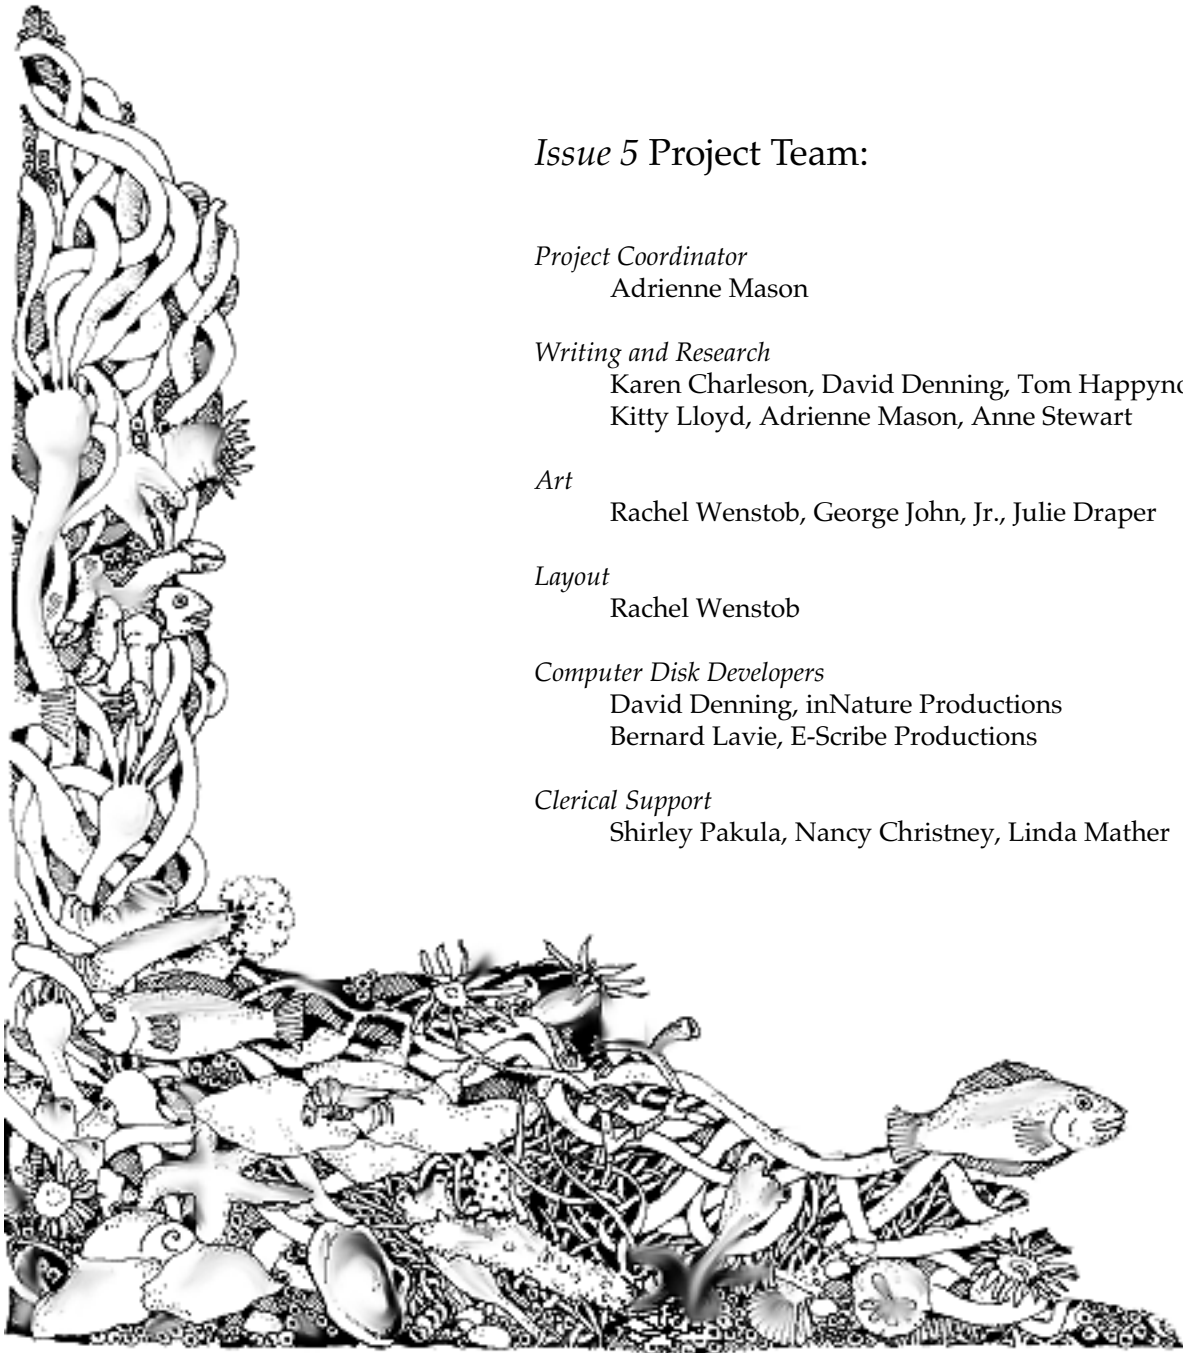 Issue 5 Project Team:
Project Coordinator
Adrienne Mason
Writing and Research
Karen Charleson, David Denning, Tom
Kitty Lloyd, Adrienne Mason, Anne Stewart
Art
Rachel Wenstob, George John, Jr., Julie Draper
Layout
Rachel Wenstob
Computer Disk Developers
David Denning, inNature Productions
Bernard Lavie, E-Scribe Productions
Clerical Support
Shirley Pakula, Nancy Christney, Linda Mather